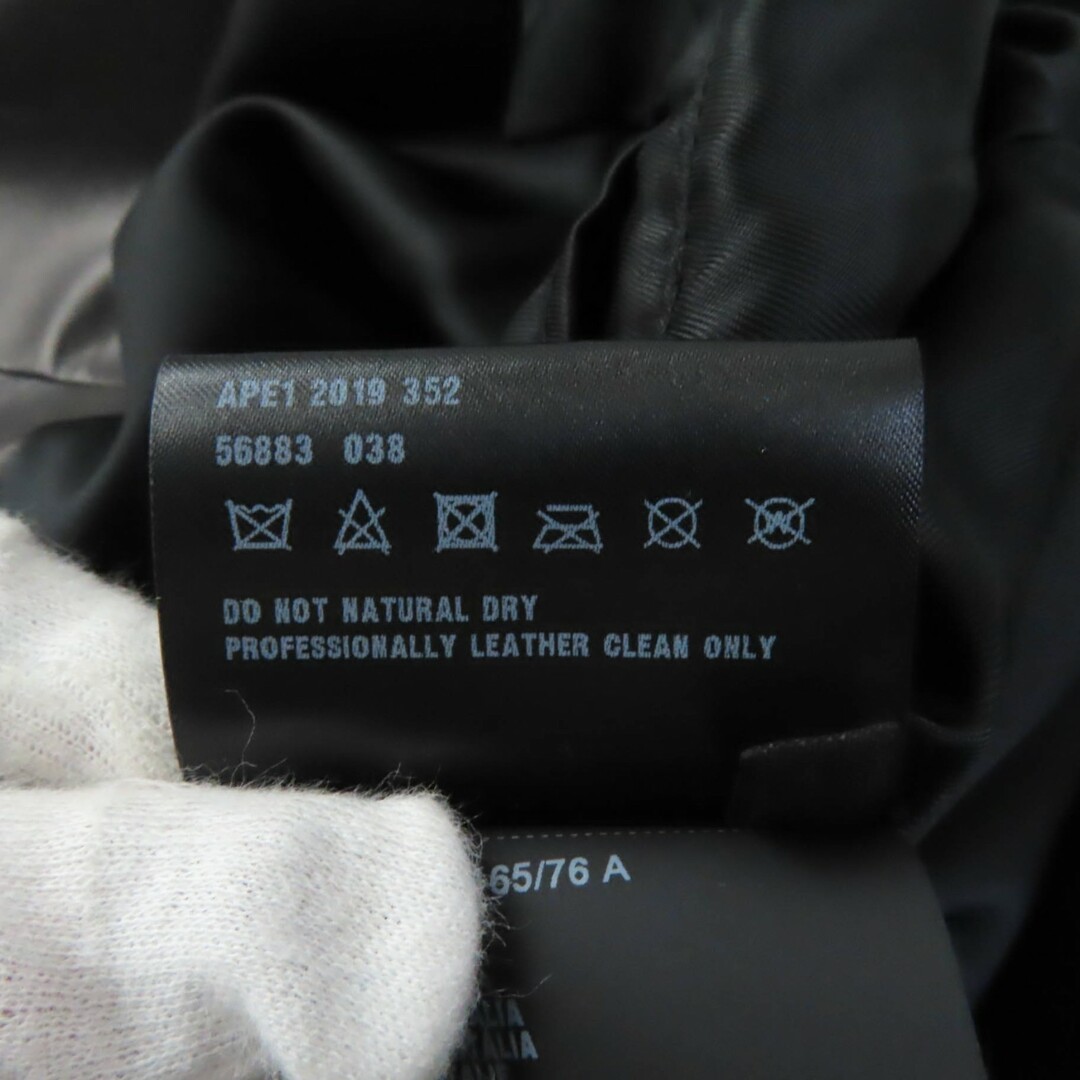 APE1 2019 352
56883 038
W
DO NOT NATURAL DRY
PROFESSIONALLY LEATHER CLEAN ONLY
65/76 A